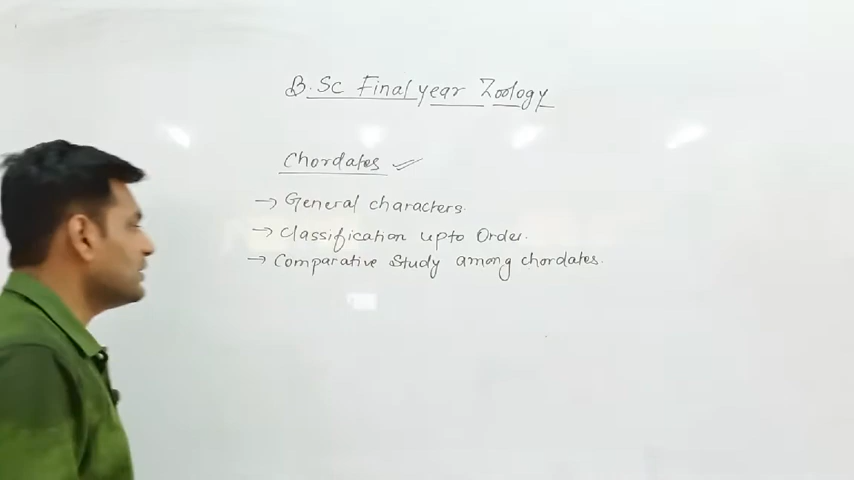 B.Sc Final year Zoology
Chordates ✓
→ General characters.
→ Classification upto Order.
→ Comparative Study among chordates.